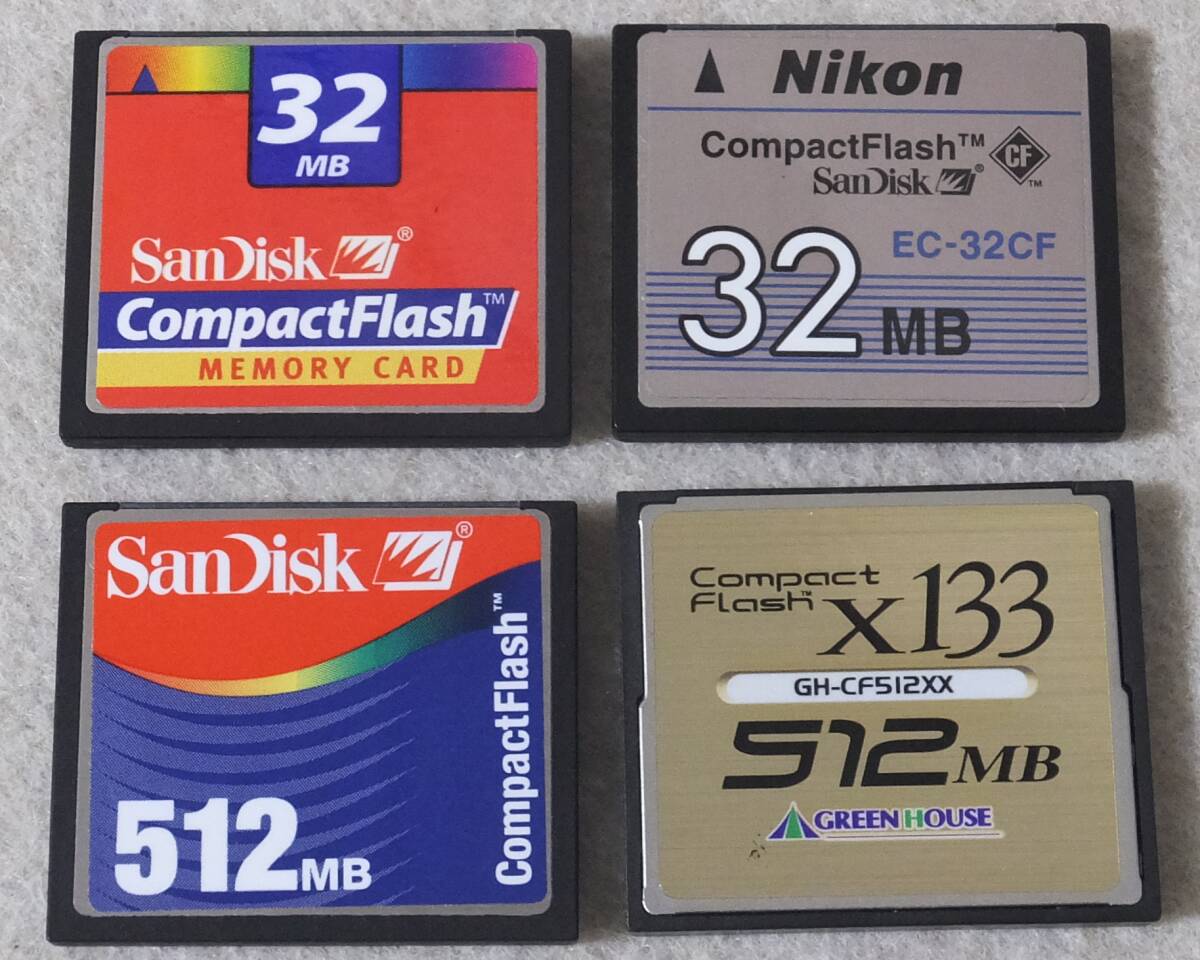 32
MB
SanDisk ®
CompactFlash™
MEMORY CARD
Nikon
CompactFlash™
CF
SanDisk ®
™
EC-32CF
32 MB
SanDisk ®
CompactFlash™
512MB
Compact
Flash™
x133
GH-CF512XX
512MB
GREEN HOUSE